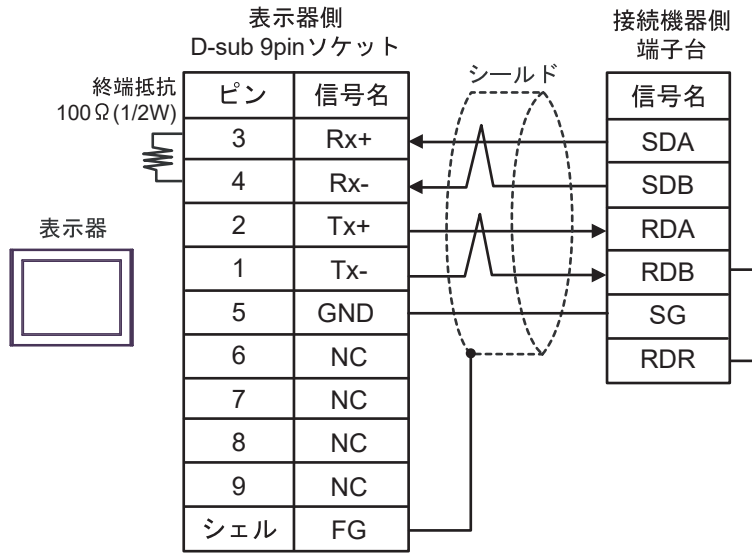 表示器側
D-sub 9pinソケット
接続機器側
端子台
終端抵抗
100Ω(1/2W)
シールド
表示器
ピン 信号名
3 Rx+
4 Rx-
2 Tx+
1 Tx-
5 GND
6 NC
7 NC
8 NC
9 NC
シェル FG
信号名
SDA
SDB
RDA
RDB
SG
RDR